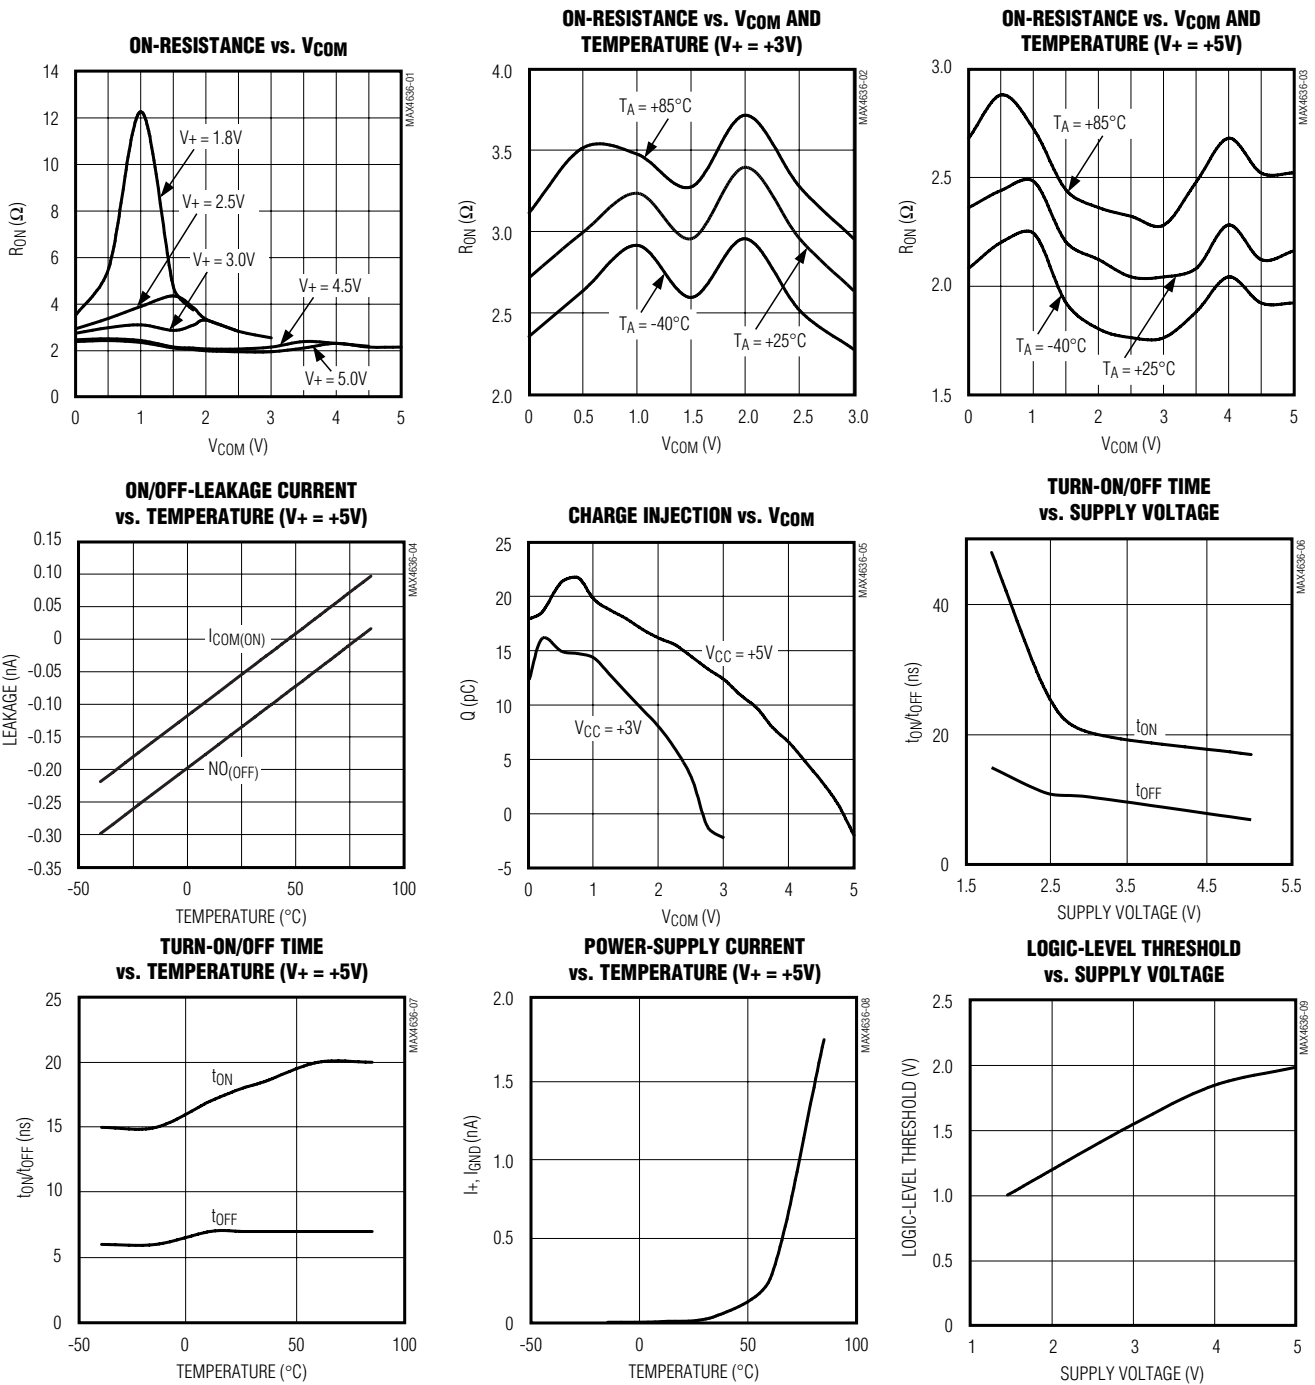 ON-RESISTANCE vs. VCOM
14
12
10
8
6
4
2
0
RON (Ω)
0 1 2 3 4 5
VCOM (V)
V+ = 1.8V
V+ = 2.5V
V+ = 3.0V
V+ = 4.5V
V+ = 5.0V
MAX4636-01
ON-RESISTANCE vs. VCOM AND
TEMPERATURE (V+ = +3V)
4.0
3.5
3.0
2.5
2.0
RON (Ω)
0 0.5 1.0 1.5 2.0 2.5 3.0
VCOM (V)
TA = +85°C
TA = -40°C
TA = +25°C
MAX4636-02
ON-RESISTANCE vs. VCOM AND
TEMPERATURE (V+ = +5V)
3.0
2.5
2.0
1.5
RON (Ω)
0 1 2 3 4 5
VCOM (V)
TA = +85°C
TA = -40°C
TA = +25°C
MAX4636-03
ON/OFF-LEAKAGE CURRENT
vs. TEMPERATURE (V+ = +5V)
0.15
0.10
0.05
0
-0.05
-0.10
-0.15
-0.20
-0.25
-0.30
-0.35
LEAKAGE (nA)
-50 0 50 100
TEMPERATURE (°C)
ICOM(ON)
NO(OFF)
MAX4636-04
CHARGE INJECTION vs. VCOM
25
20
15
10
5
0
-5
Q (pC)
0 1 2 3 4 5
VCOM (V)
VCC = +5V
VCC = +3V
MAX4636-05
TURN-ON/OFF TIME
vs. SUPPLY VOLTAGE
40
20
0
tON/tOFF (ns)
1.5 2.5 3.5 4.5 5.5
SUPPLY VOLTAGE (V)
tON
tOFF
MAX4636-06
TURN-ON/OFF TIME
vs. TEMPERATURE (V+ = +5V)
25
20
15
10
5
0
tON/tOFF (ns)
-50 0 50 100
TEMPERATURE (°C)
tON
tOFF
MAX4636-07
POWER-SUPPLY CURRENT
vs. TEMPERATURE (V+ = +5V)
2.0
1.5
1.0
0.5
0
I+, IGND (nA)
-50 0 50 100
TEMPERATURE (°C)
MAX4636-08
LOGIC-LEVEL THRESHOLD
vs. SUPPLY VOLTAGE
2.5
2.0
1.5
1.0
0.5
0
LOGIC-LEVEL THRESHOLD (V)
1 2 3 4 5
SUPPLY VOLTAGE (V)
MAX4636-09